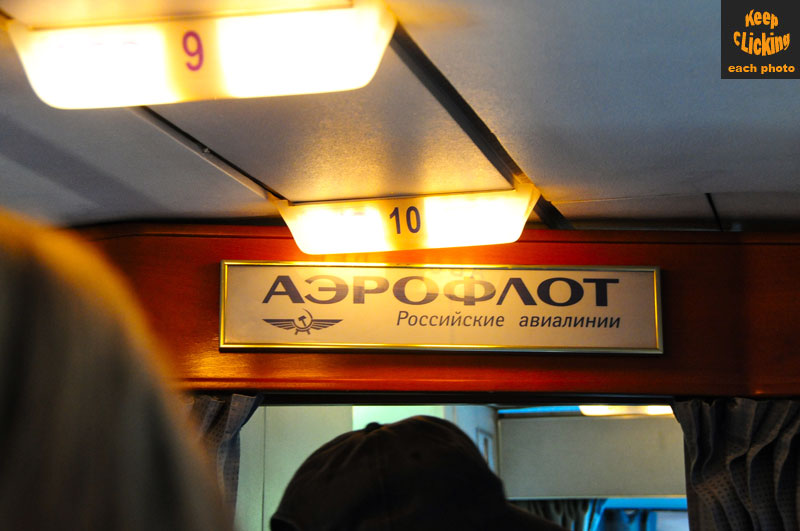 Keep
cLicking
each photo
9
10
АЭРОФЛОТ
Российские авиалинии